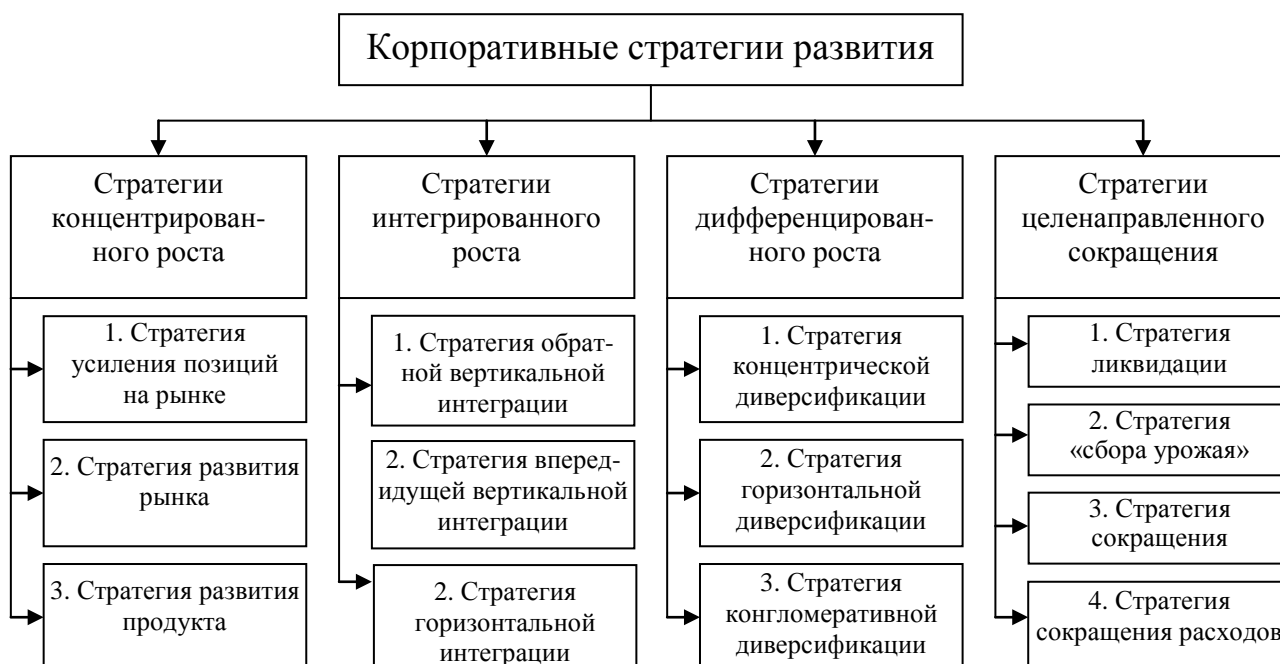 Корпоративные стратегии развития
Стратегии
концентрирован-
ного роста
1. Стратегия
усиления позиций
на рынке
2. Стратегия развития
рынка
3. Стратегия развития
продукта
Стратегии
интегрированного
роста
1. Стратегия обрат-
ной вертикальной
интеграции
2. Стратегия вперед-
идущей вертикальной
интеграции
2. Стратегия
горизонтальной
интеграции
Стратегии
дифференцирован-
ного роста
1. Стратегия
концентрической
диверсификации
2. Стратегия
горизонтальной
диверсификации
3. Стратегия
конгломеративной
диверсификации
Стратегии
целенаправленного
сокращения
1. Стратегия
ликвидации
2. Стратегия
«сбора урожая»
3. Стратегия
сокращения
4. Стратегия
сокращения расходов